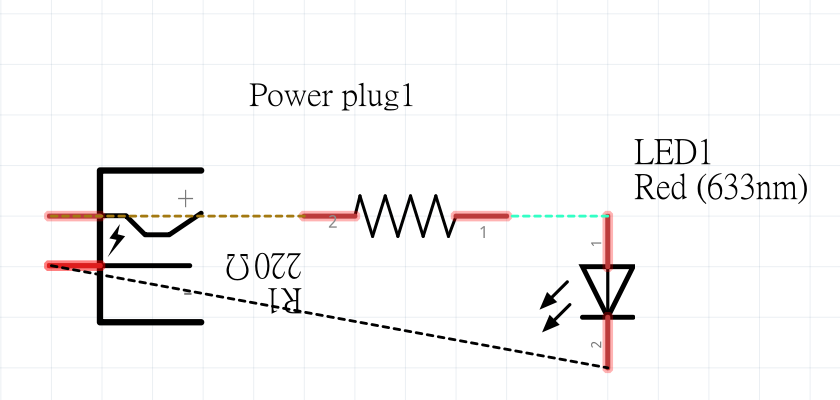 Power plug1
LED1
Red (633nm)
+
2
1
1
220Ω
R1
-
2